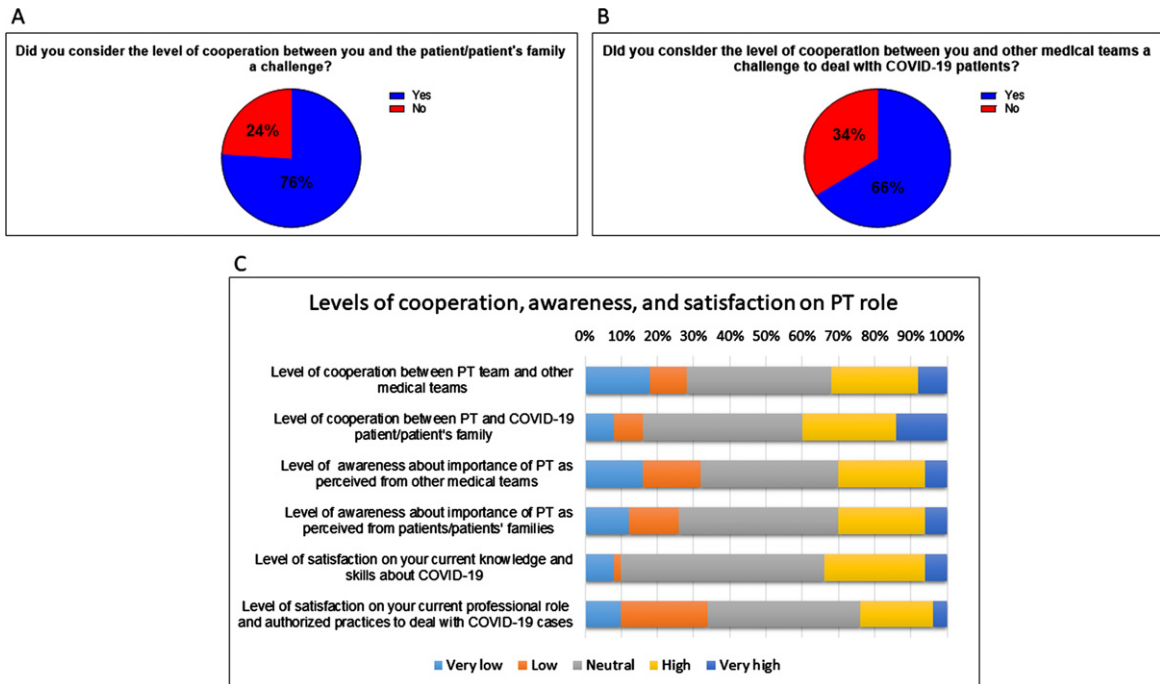 A
Did you consider the level of cooperation between you and the patient/patient's family
a challenge?
Yes
No
24%
76%
B
Did you consider the level of cooperation between you and other medical teams a
challenge to deal with COVID-19 patients?
Yes
No
34%
66%
C
Levels of cooperation, awareness, and satisfaction on PT role
0% 10% 20% 30% 40% 50% 60% 70% 80% 90% 100%
Level of cooperation between PT team and other
medical teams
Level of cooperation between PT and COVID-19
patient/patient's family
Level of awareness about importance of PT as
perceived from other medical teams
Level of awareness about importance of PT as
perceived from patients/patients' families
Level of satisfaction on your current knowledge and
skills about COVID-19
Level of satisfaction on your current professional role
and authorized practices to deal with COVID-19 cases
Very low Low Neutral High Very high